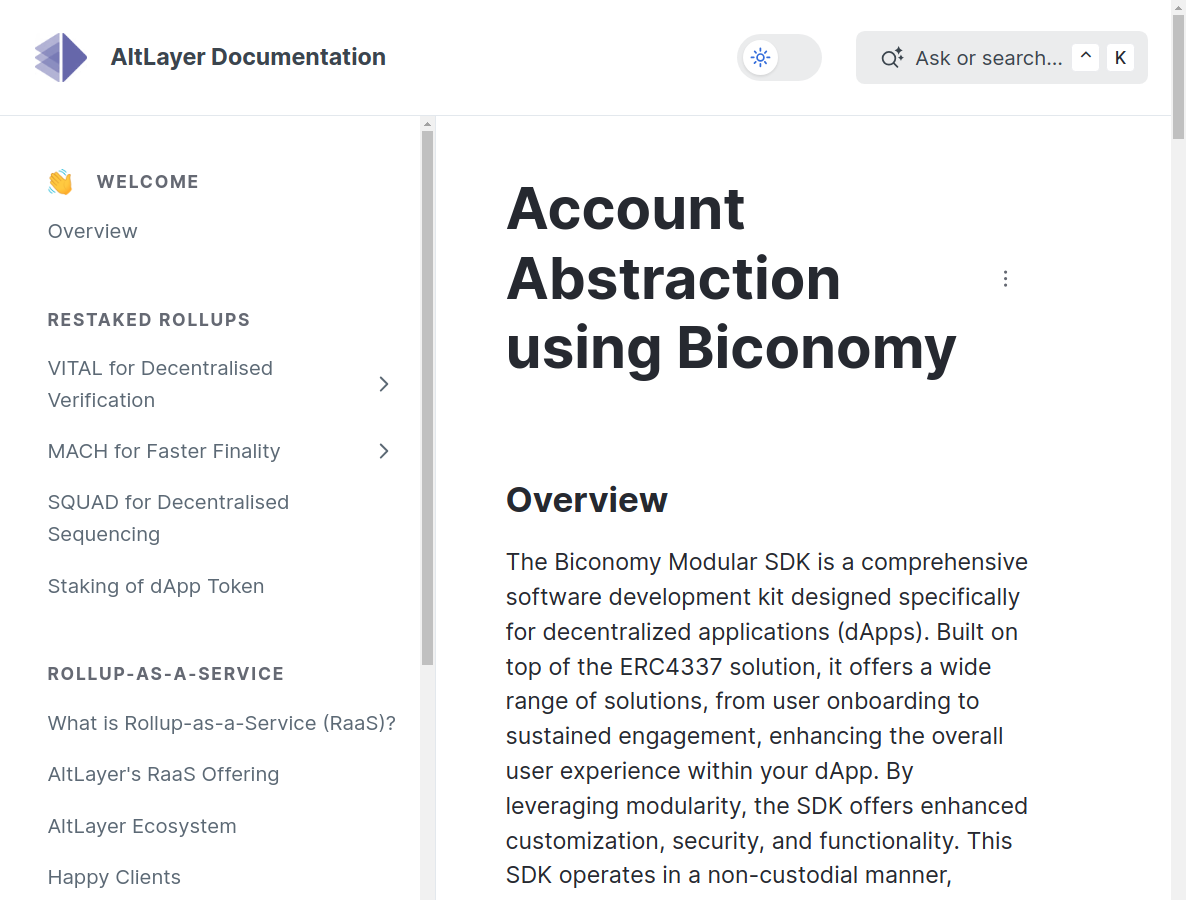 AltLayer Documentation
Ask or search...
^
K
WELCOME
Overview
RESTAKED ROLLUPS
VITAL for Decentralised
Verification
MACH for Faster Finality
SQUAD for Decentralised
Sequencing
Staking of dApp Token
ROLLUP-AS-A-SERVICE
What is Rollup-as-a-Service (RaaS)?
AltLayer's RaaS Offering
AltLayer Ecosystem
Happy Clients
Account
Abstraction
using Biconomy
Overview
The Biconomy Modular SDK is a comprehensive
software development kit designed specifically
for decentralized applications (dApps). Built on
top of the ERC4337 solution, it offers a wide
range of solutions, from user onboarding to
sustained engagement, enhancing the overall
user experience within your dApp. By
leveraging modularity, the SDK offers enhanced
customization, security, and functionality. This
SDK operates in a non-custodial manner,